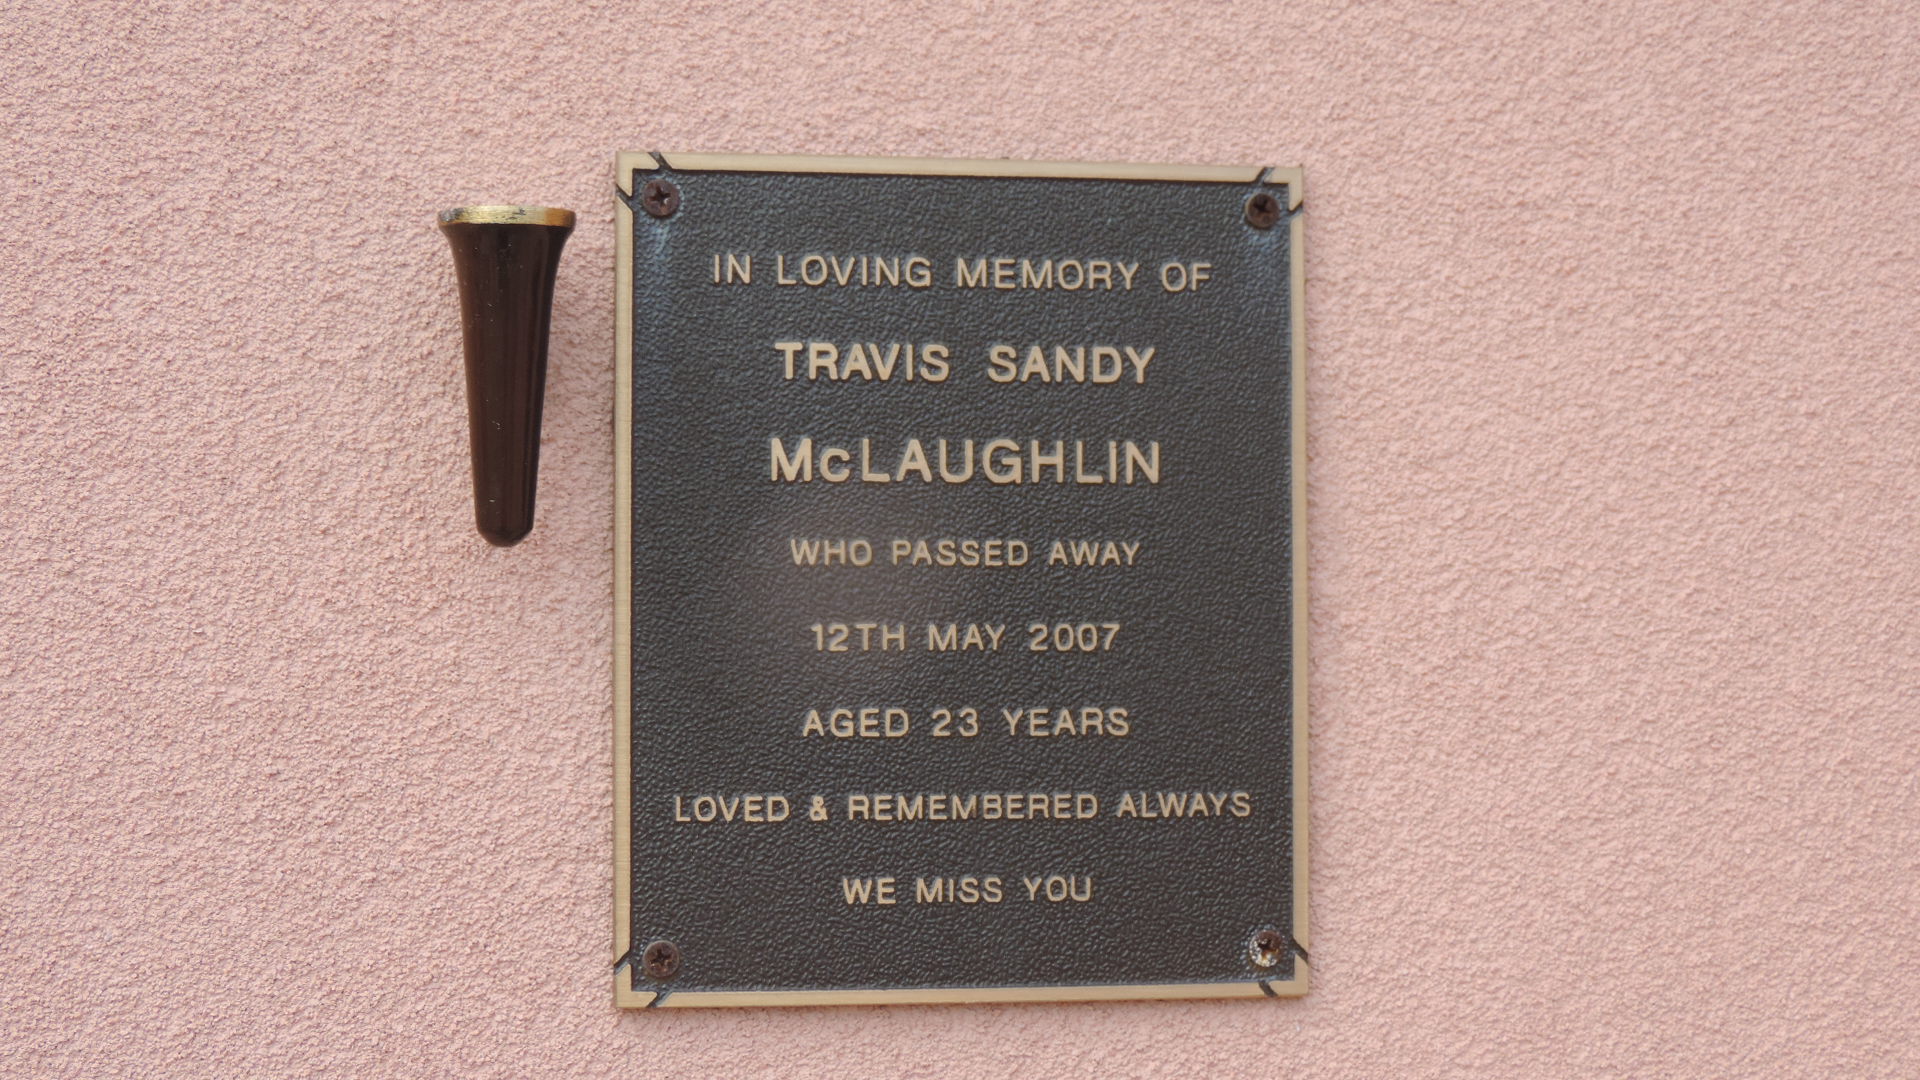 IN LOVING MEMORY OF
TRAVIS SANDY
McLAUGHLIN
WHO PASSED AWAY
12TH MAY 2007
AGED 23 YEARS
LOVED & REMEMBERED ALWAYS
WE MISS YOU